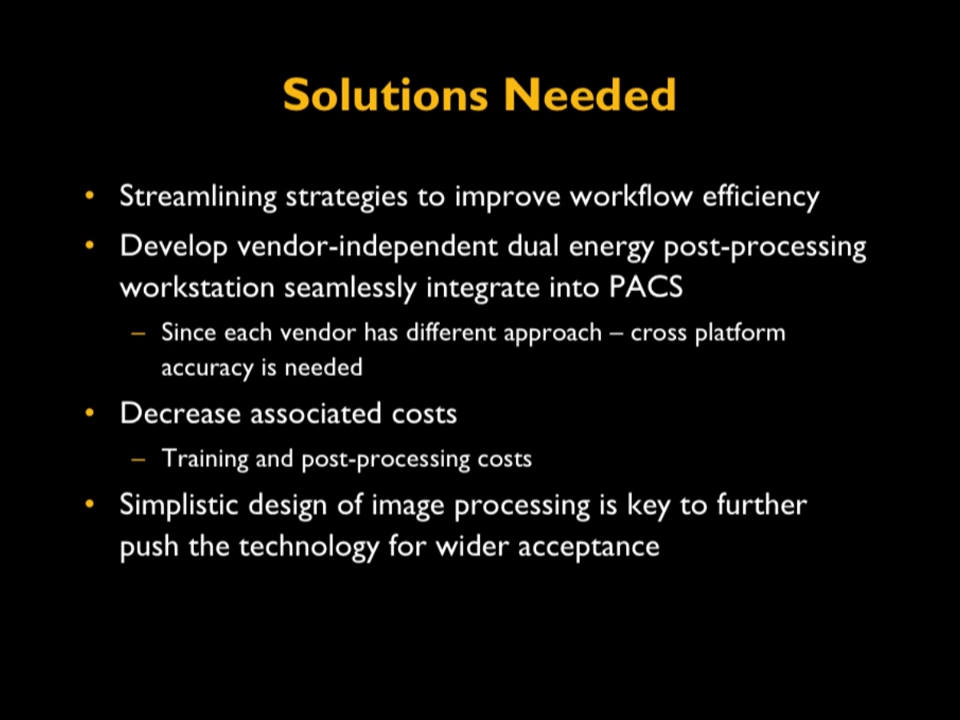 Solutions Needed
• Streamlining strategies to improve workflow efficiency
• Develop vendor-independent dual energy post-processing
workstation seamlessly integrate into PACS
– Since each vendor has different approach – cross platform
accuracy is needed
• Decrease associated costs
– Training and post-processing costs
• Simplistic design of image processing is key to further
push the technology for wider acceptance